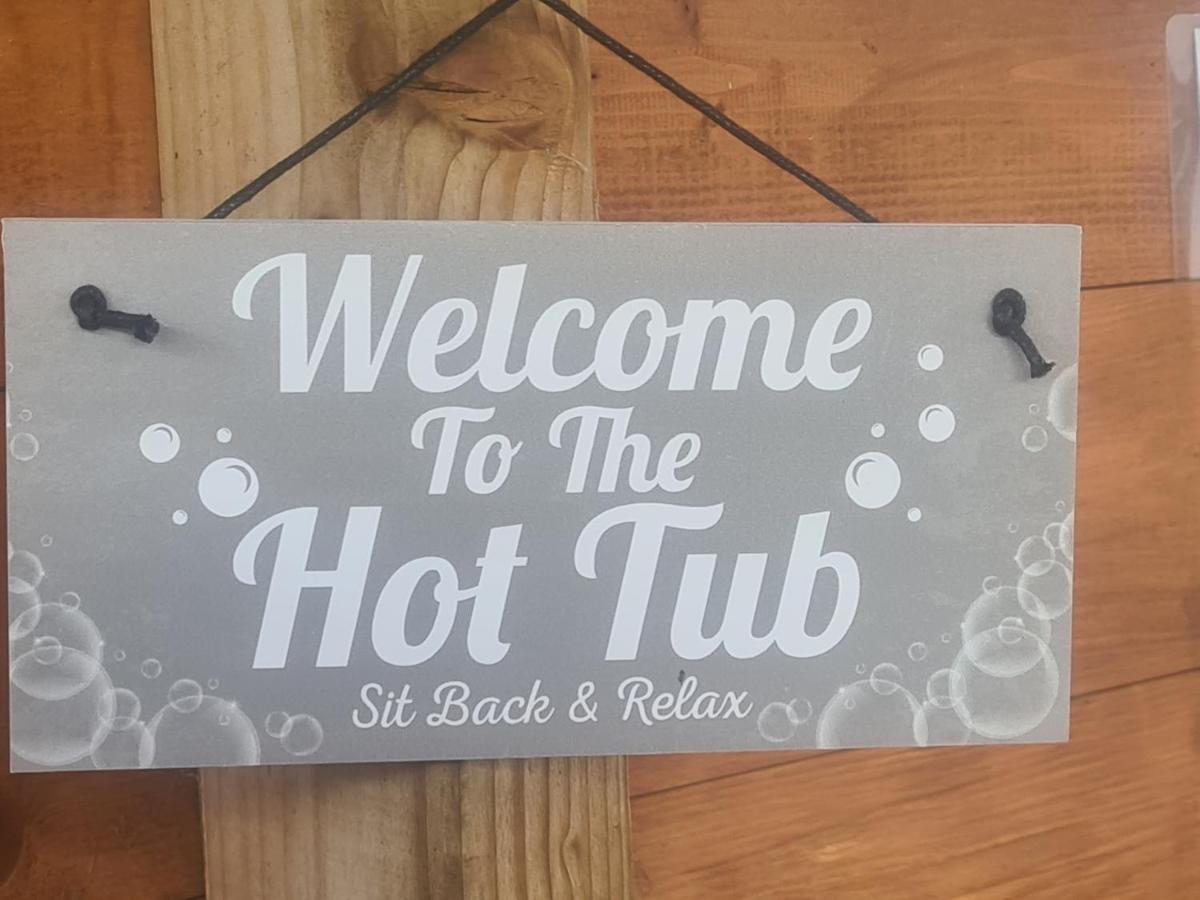 Welcome
To The
Hot Tub
Sit Back & Relax